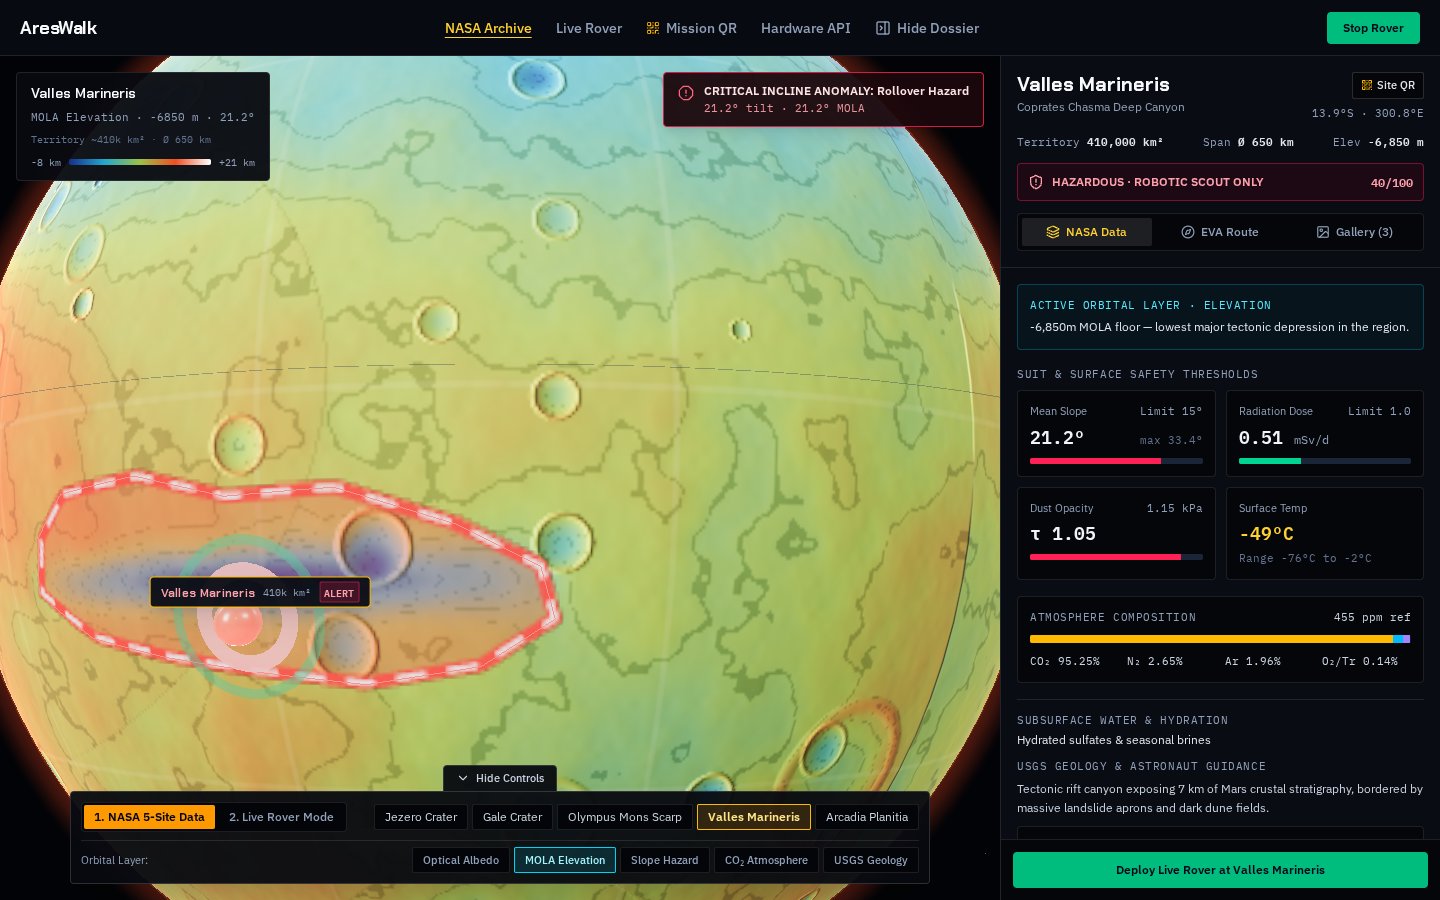 AresWalk
NASA Archive
Live Rover
Mission QR
Hardware API
Hide Dossier
Stop Rover
Valles Marineris
MOLA Elevation · -6850 m · 21.2°
Territory ~410k km² · Ø 650 km
-8 km
+21 km
CRITICAL INCLINE ANOMALY: Rollover Hazard
21.2° tilt · 21.2° MOLA
Valles Marineris 410k km² ALERT
Hide Controls
1. NASA 5-Site Data
2. Live Rover Mode
Jezero Crater
Gale Crater
Olympus Mons Scarp
Valles Marineris
Arcadia Planitia
Orbital Layer:
Optical Albedo
MOLA Elevation
Slope Hazard
CO₂ Atmosphere
USGS Geology
Valles Marineris
Site QR
Coprates Chasma Deep Canyon
13.9°S · 300.8°E
Territory 410,000 km²
Span Ø 650 km
Elev -6,850 m
HAZARDOUS · ROBOTIC SCOUT ONLY
40/100
NASA Data
EVA Route
Gallery (3)
ACTIVE ORBITAL LAYER · ELEVATION
-6,850m MOLA floor — lowest major tectonic depression in the region.
SUIT & SURFACE SAFETY THRESHOLDS
Mean Slope
Limit 15°
21.2°
max 33.4°
Radiation Dose
Limit 1.0
0.51 mSv/d
Dust Opacity
1.15 kPa
τ 1.05
Surface Temp
-49°C
Range -76°C to -2°C
ATMOSPHERE COMPOSITION
455 ppm ref
CO₂ 95.25%
N₂ 2.65%
Ar 1.96%
O₂/Tr 0.14%
SUBSURFACE WATER & HYDRATION
Hydrated sulfates & seasonal brines
USGS GEOLOGY & ASTRONAUT GUIDANCE
Tectonic rift canyon exposing 7 km of Mars crustal stratigraphy, bordered by
massive landslide aprons and dark dune fields.
Deploy Live Rover at Valles Marineris